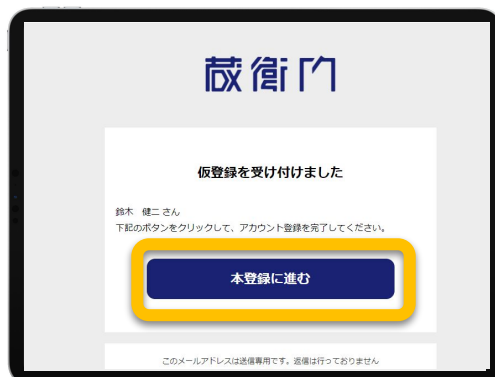 蔵衛門
仮登録を受け付けました
鈴木　健二 さん
下記のボタンをクリックして、アカウント登録を完了してください。
本登録に進む
このメールアドレスは送信専用です。返信は行っておりません